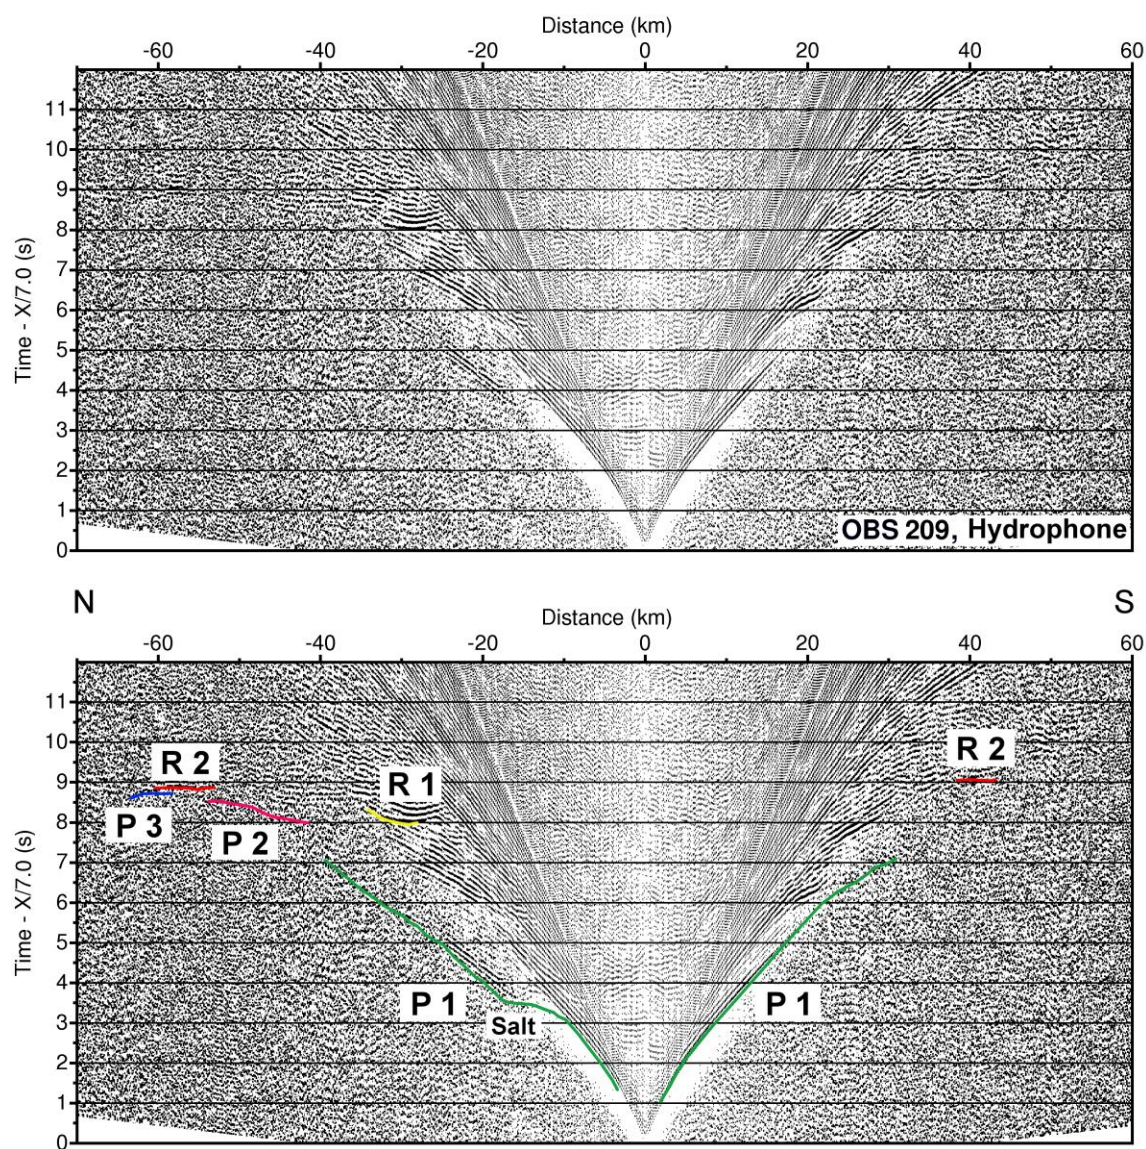 Distance (km)
-60 -40 -20 0 20 40 60
11
10
9
8
7
6
5
4
3
2
1
0
Time - X/7.0 (s)
OBS 209, Hydrophone
N S
Distance (km)
-60 -40 -20 0 20 40 60
11
10
9
8
7
6
5
4
3
2
1
0
Time - X/7.0 (s)
R 2
R 2
R 1
P 3
P 2
P 1
P 1
Salt